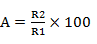 A = R2/R1 × 100